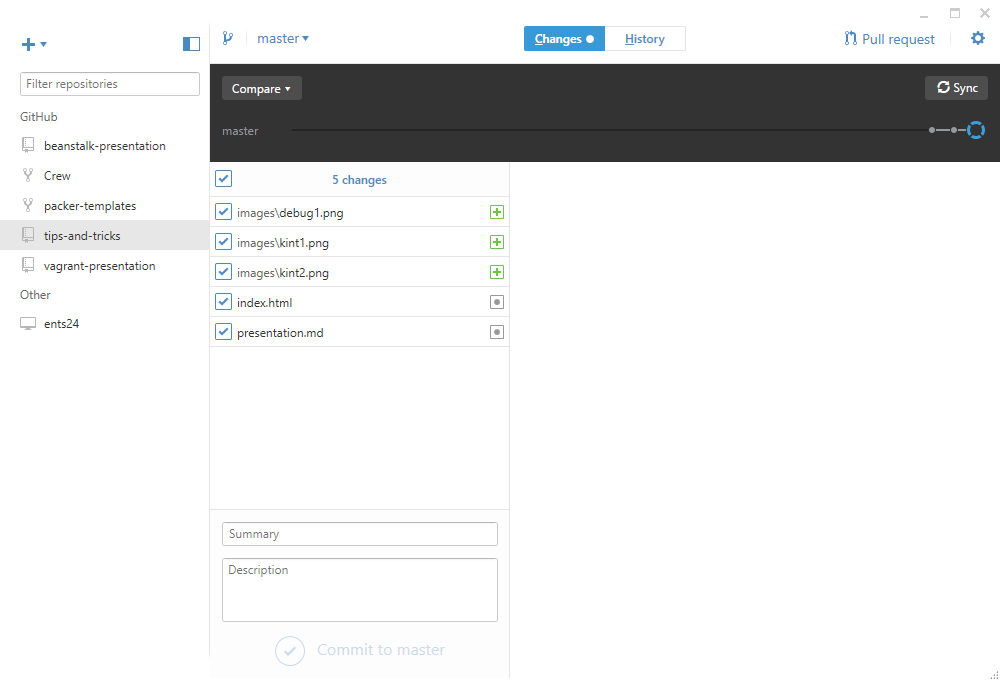 master
Changes
History
Pull request
Filter repositories
GitHub
beanstalk-presentation
Crew
packer-templates
tips-and-tricks
vagrant-presentation
Other
ents24
Compare
Sync
master
5 changes
images\debug1.png
images\kint1.png
images\kint2.png
index.html
presentation.md
Summary
Description
Commit to master